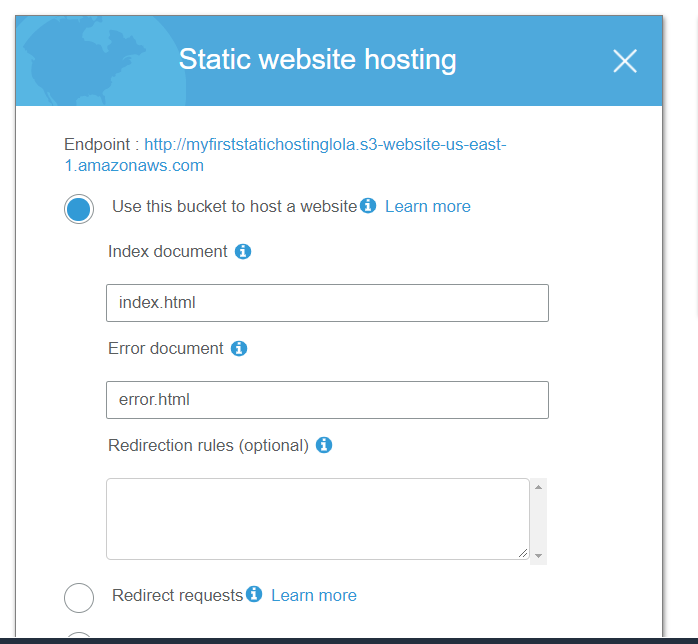 Static website hosting
Endpoint : http://myfirststatichostinglola.s3-website-us-east-
1.amazonaws.com
Use this bucket to host a website Learn more
Index document
index.html
Error document
error.html
Redirection rules (optional)
Redirect requests Learn more